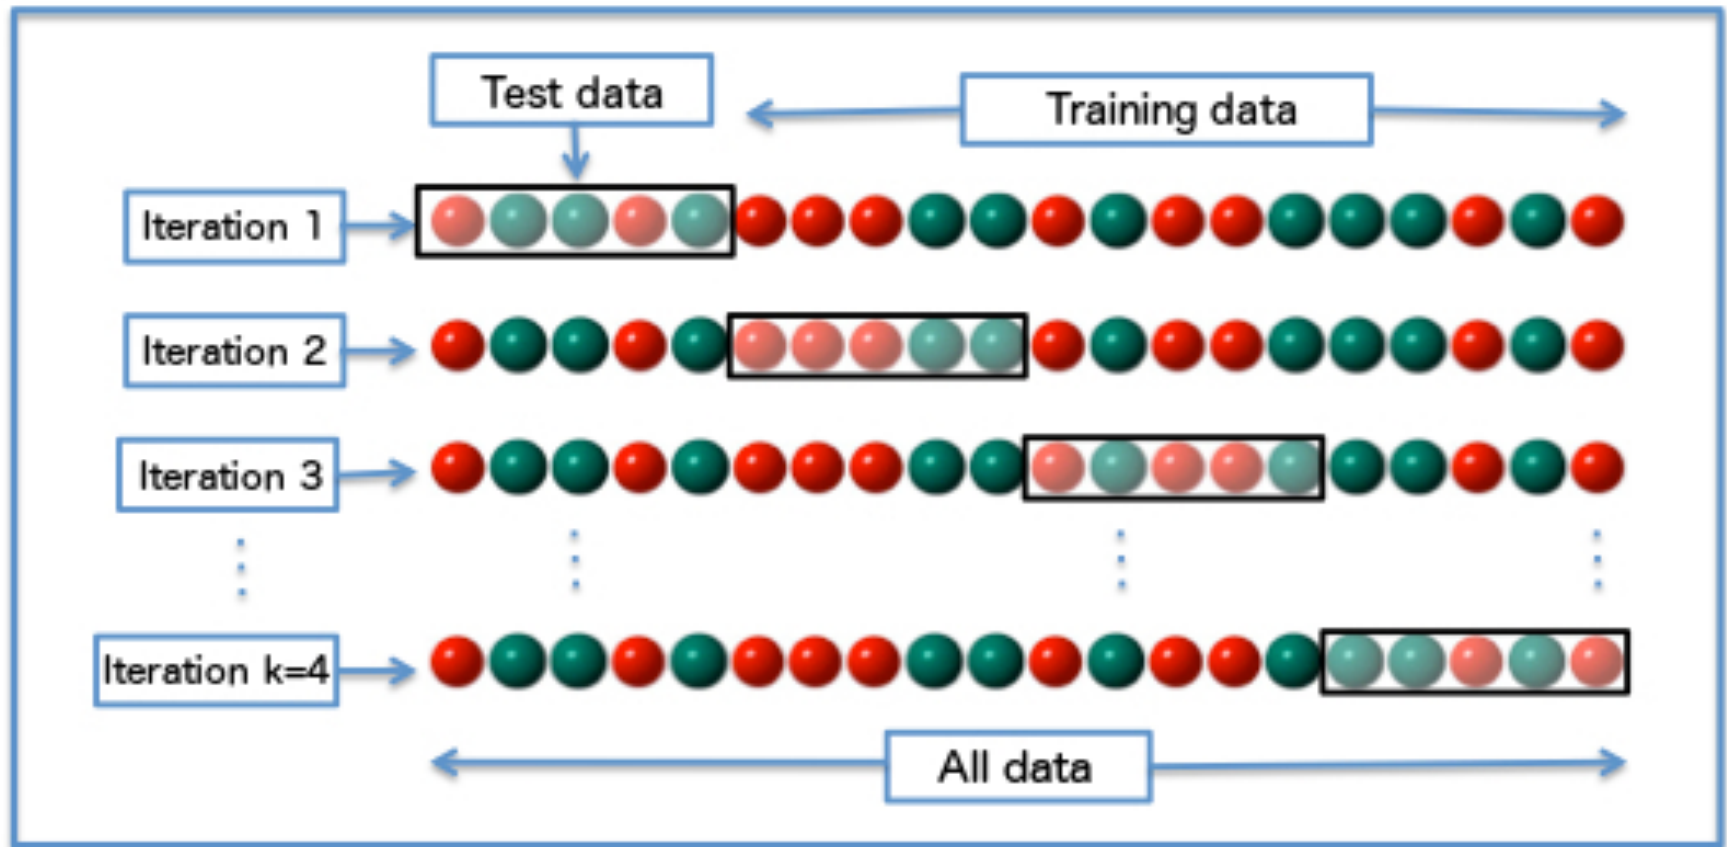 Test data
Training data
Iteration 1
Iteration 2
Iteration 3
Iteration k=4
All data